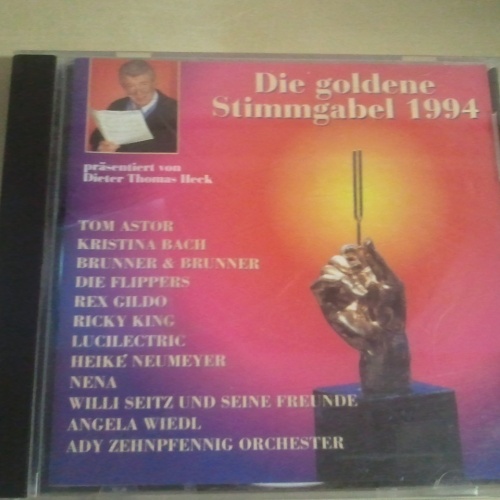 Die goldene
Stimmgabel 1994
präsentiert von
Dieter Thomas Heck
TOM ASTOR
KRISTINA BACH
BRUNNER & BRUNNER
DIE FLIPPERS
REX GILDO
RICKY KING
LUCILECTRIC
HEIKE NEUMEYER
NENA
WILLI SEITZ UND SEINE FREUNDE
ANGELA WIEDL
ADY ZEHNPFENNIG ORCHESTER